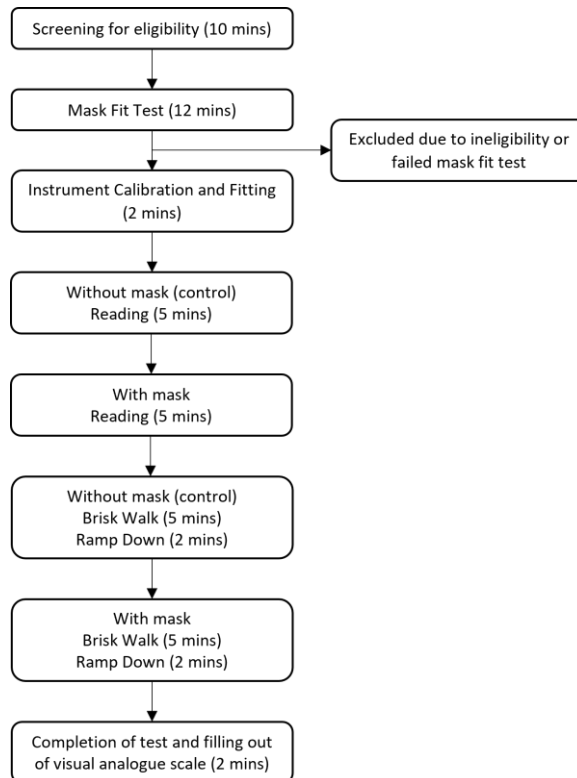 Screening for eligibility (10 mins)
Mask Fit Test (12 mins)
Excluded due to ineligibility or
failed mask fit test
Instrument Calibration and Fitting
(2 mins)
Without mask (control)
Reading (5 mins)
With mask
Reading (5 mins)
Without mask (control)
Brisk Walk (5 mins)
Ramp Down (2 mins)
With mask
Brisk Walk (5 mins)
Ramp Down (2 mins)
Completion of test and filling out
of visual analogue scale (2 mins)